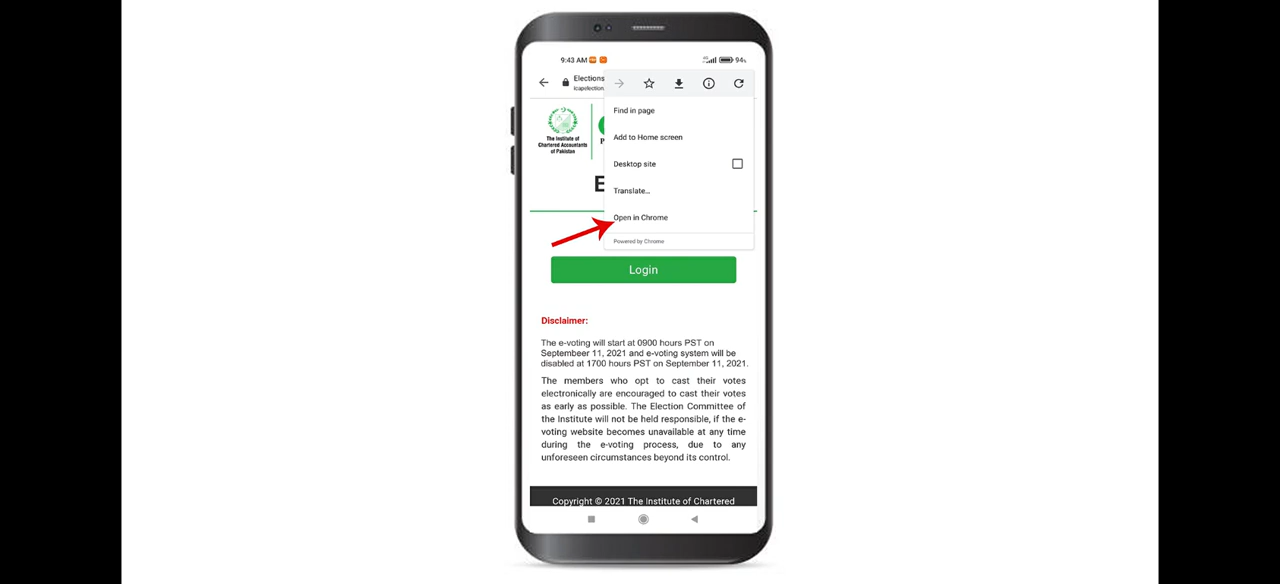 9:43 AM
94%
Elections
icapelection
Find in page
Add to Home screen
Desktop site
Translate...
Open in Chrome
Powered by Chrome
The Institute of
Chartered Accountants
of Pakistan
P
E
Login
Disclaimer:
The e-voting will start at 0900 hours PST on
Septembeer 11, 2021 and e-voting system will be
disabled at 1700 hours PST on September 11, 2021.
The members who opt to cast their votes
electronically are encouraged to cast their votes
as early as possible. The Election Committee of
the Institute will not be held responsible, if the e-
voting website becomes unavailable at any time
during the e-voting process, due to any
unforeseen circumstances beyond its control.
Copyright © 2021 The Institute of Chartered